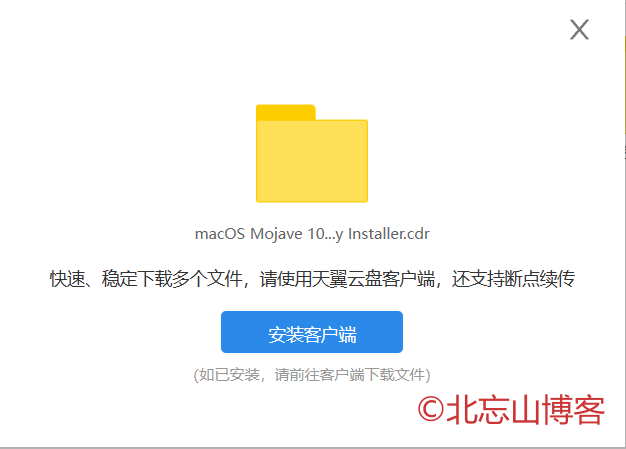 macOS Mojave 10...y Installer.cdr
快速、稳定下载多个文件，请使用天翼云盘客户端，还支持断点续传
安装客户端
(如已安装，请前往客户端下载文件)
©北忘山博客